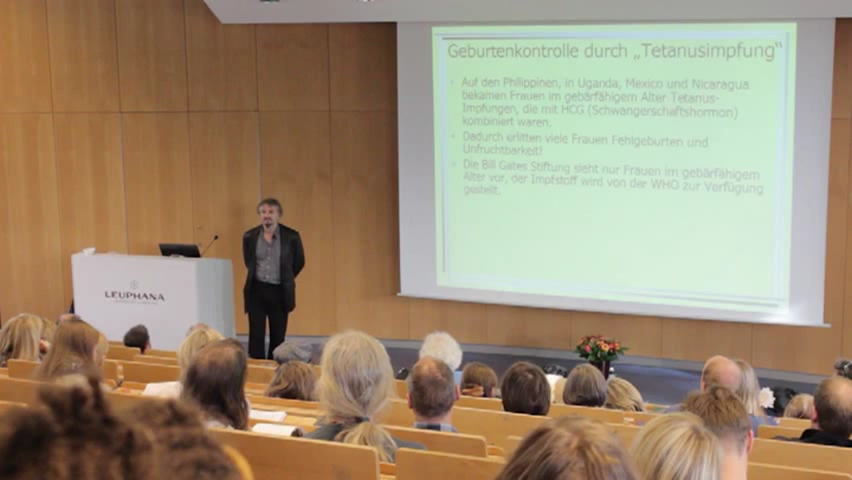 Geburtenkontrolle durch „Tetanusimpfung“
Auf den Philippinen, in Uganda, Mexico und Nicaragua
bekamen Frauen im gebärfähigem Alter Tetanus-
Impfungen, die mit HCG (Schwangerschaftshormon)
kombiniert waren.
Dadurch erlitten viele Frauen Fehlgeburten und
Unfruchtbarkeit!
Die Bill Gates Stiftung sieht nur Frauen im gebärfähigem
Alter vor, der Impfstoff wird von der WHO zur Verfügung
gestellt.
LEUPHANA